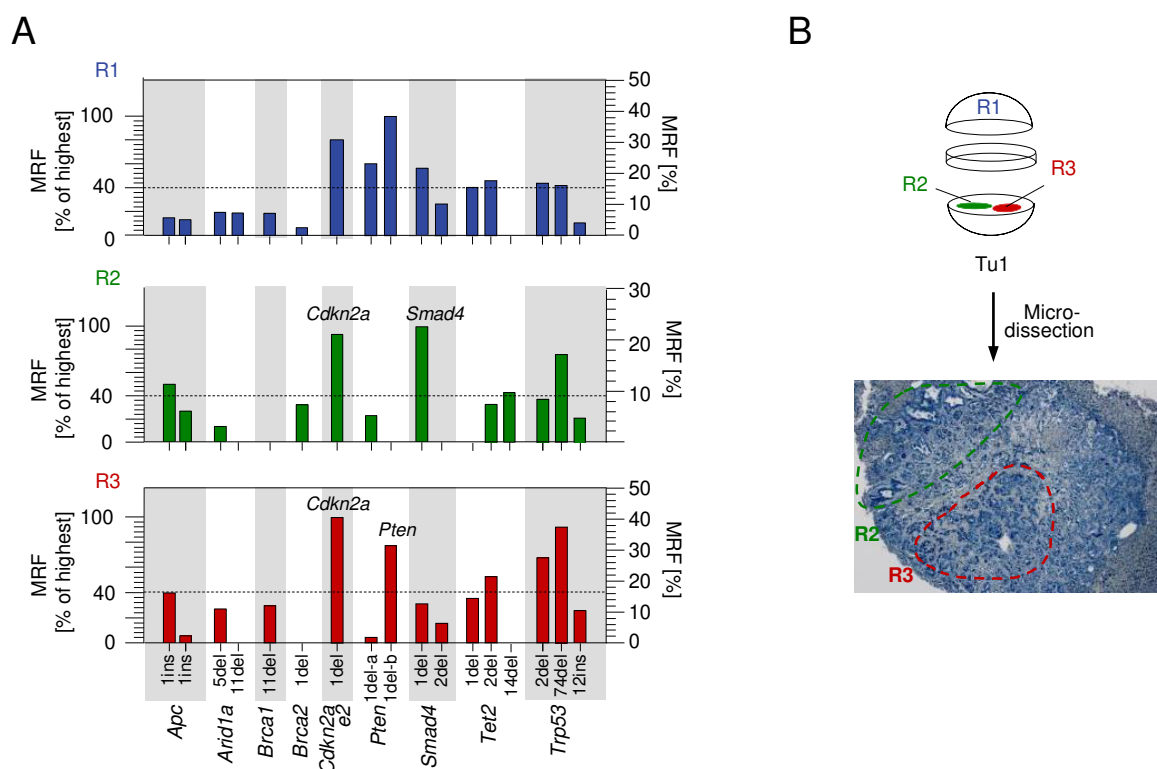 A
B
R1
MRF
[% of highest]
100
40
0
50
40
30
20
10
0
MRF [%]
R2
MRF
[% of highest]
100
40
0
Cdkn2a
Smad4
30
20
10
MRF [%]
R3
MRF
[% of highest]
100
40
0
Cdkn2a
Pten
50
40
30
20
10
0
MRF [%]
1ins
1ins
5del
11del
11del
1del
1del
1del-a
1del-b
1del
2del
1del
2del
14del
2del
74del
12ins
Apc
Arid1a
Brca1
Brca2
Cdkn2a
e2
Pten
Smad4
Tet2
Trp53
R1
R2
R3
Tu1
Micro-
dissection
R2
R3